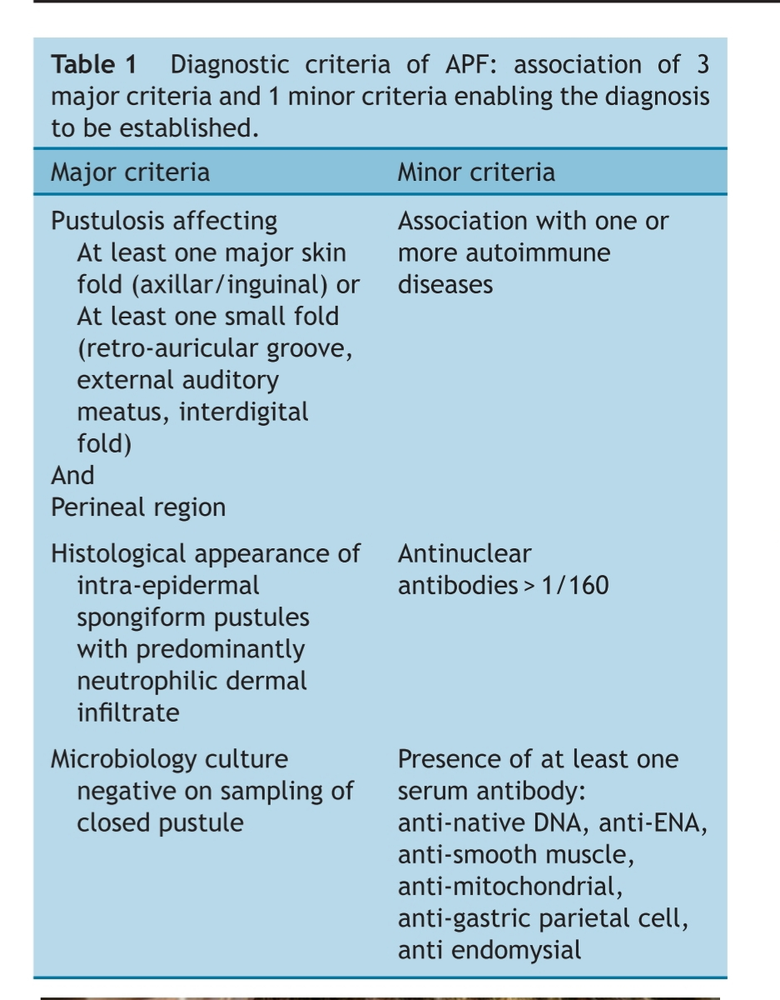 Table 1 Diagnostic criteria of APF: association of 3
major criteria and 1 minor criteria enabling the diagnosis
to be established.
Major criteria
Minor criteria
Pustulosis affecting
At least one major skin
fold (axillar/inguinal) or
At least one small fold
(retro-auricular groove,
external auditory
meatus, interdigital
fold)
And
Perineal region
Association with one or
more autoimmune
diseases
Histological appearance of
intra-epidermal
spongiform pustules
with predominantly
neutrophilic dermal
infiltrate
Antinuclear
antibodies > 1/160
Microbiology culture
negative on sampling of
closed pustule
Presence of at least one
serum antibody:
anti-native DNA, anti-ENA,
anti-smooth muscle,
anti-mitochondrial,
anti-gastric parietal cell,
anti endomysial